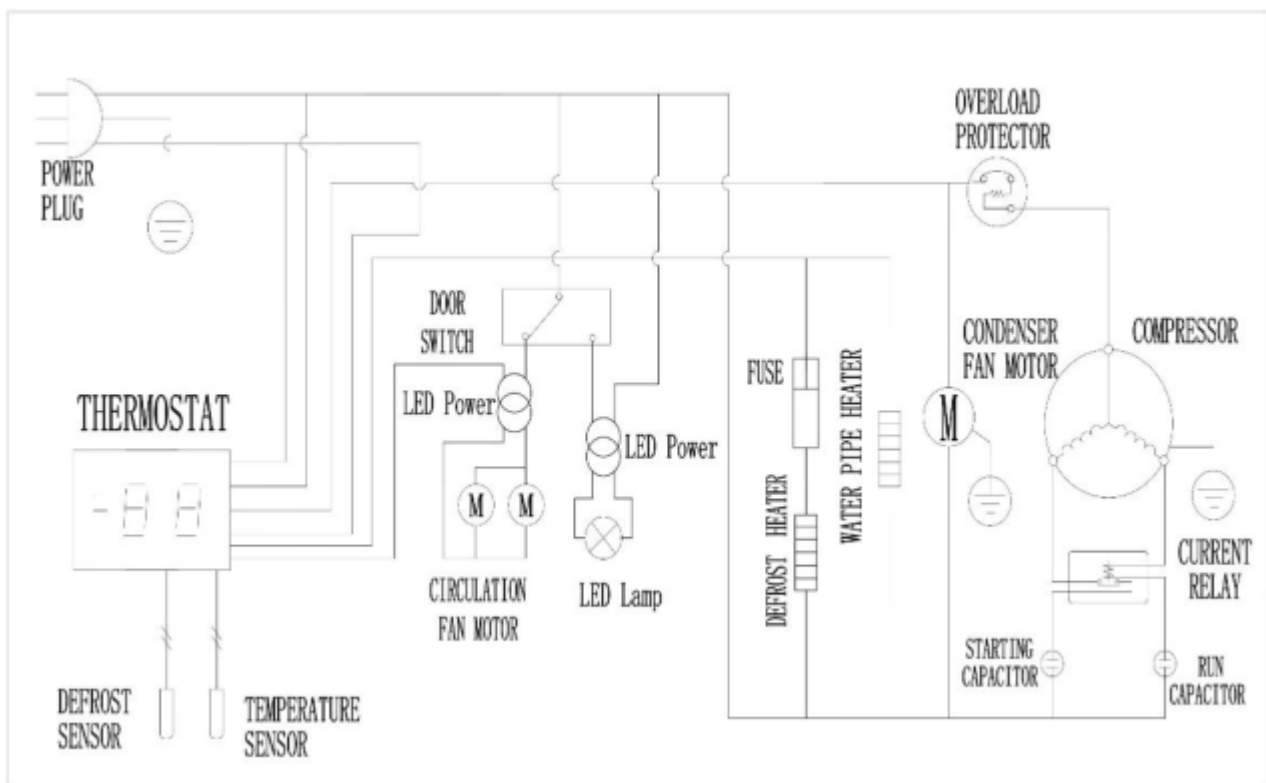 OVERLOAD
PROTECTOR
POWER
PLUG
DOOR
SWITCH
CONDENSER
FAN MOTOR
COMPRESSOR
FUSE
WATER PIPE HEATER
THERMOSTAT
LED Power
LED Power
M
M
M
DEFROST HEATER
CIRCULATION
FAN MOTOR
LED Lamp
CURRENT
RELAY
STARTING
CAPACITOR
RUN
CAPACITOR
DEFROST
SENSOR
TEMPERATURE
SENSOR